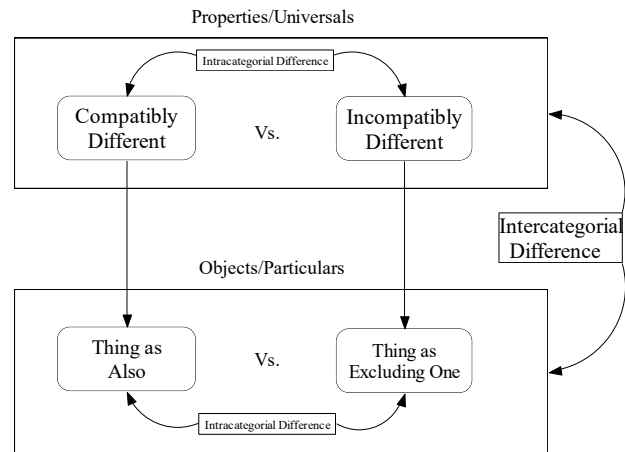 Properties/Universals
Intracategorial Difference
Compatibly
Different
Vs.
Incompatibly
Different
Intercategorial
Difference
Objects/Particulars
Thing as
Also
Vs.
Thing as
Excluding One
Intracategorial Difference